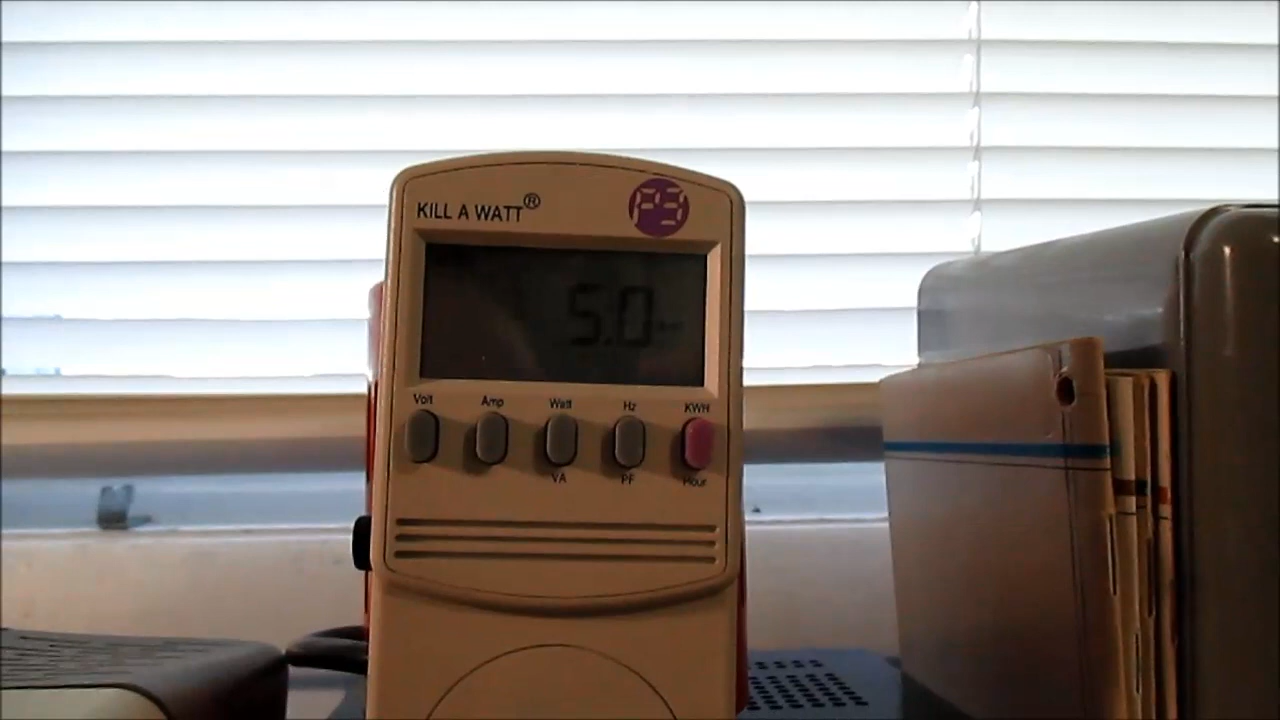 KILL A WATT®
P3
5.0
Volt Amp Watt Hz KWH
VA PF Hour